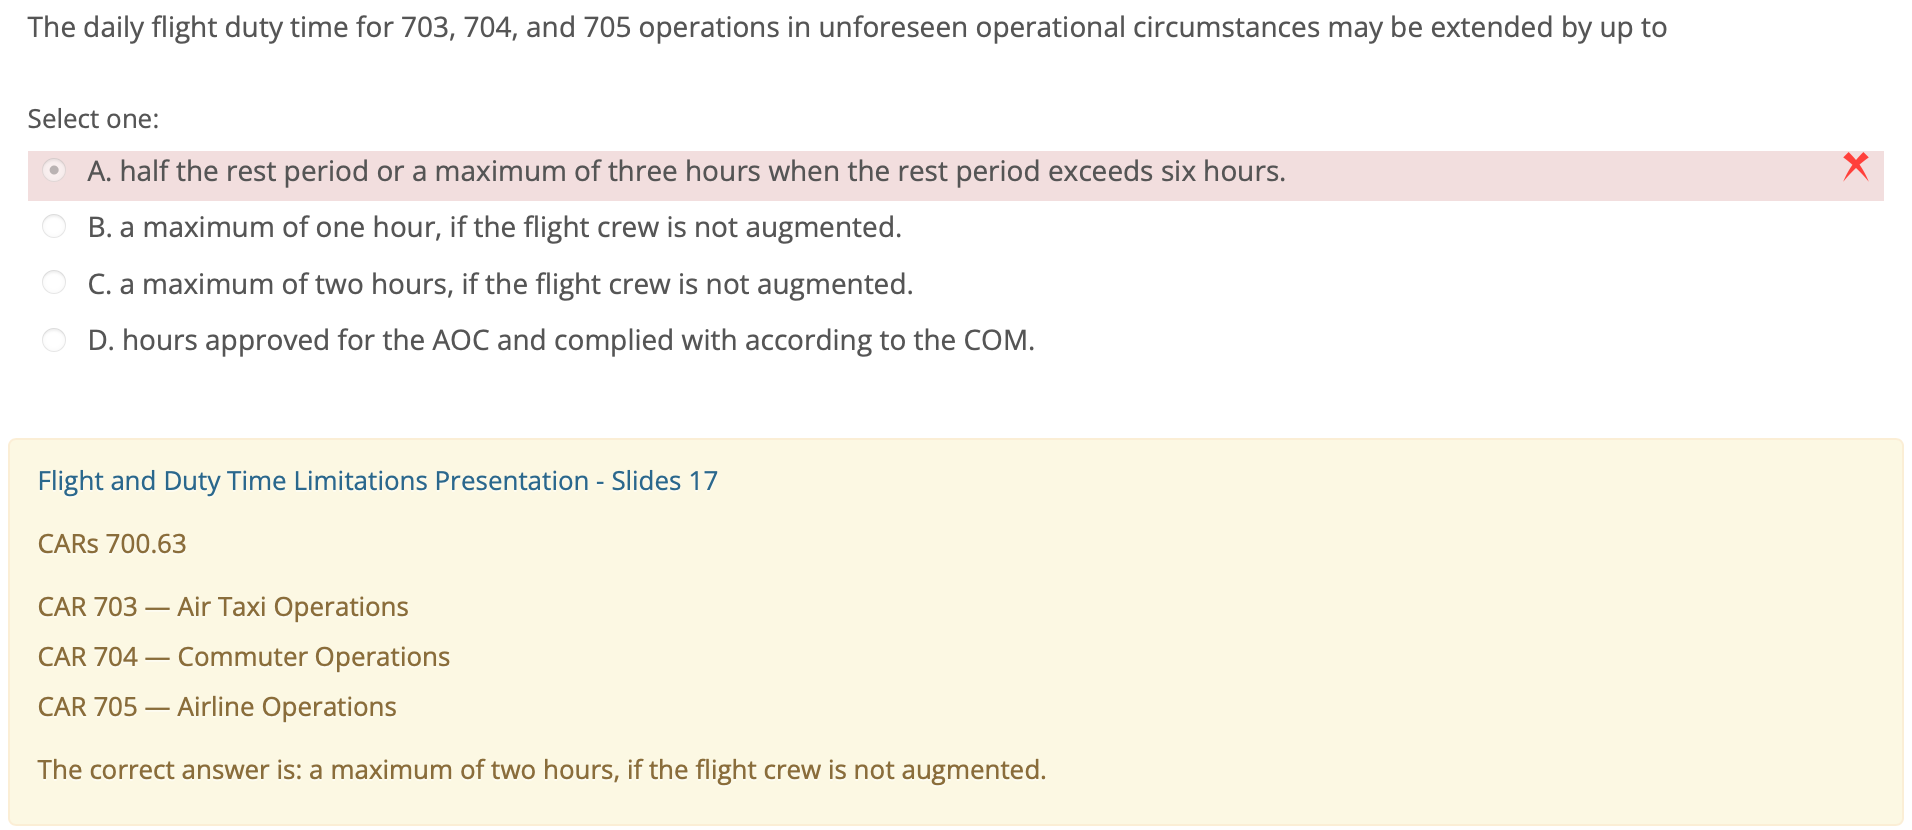 The daily flight duty time for 703, 704, and 705 operations in unforeseen operational circumstances may be extended by up to
Select one:
A. half the rest period or a maximum of three hours when the rest period exceeds six hours.
B. a maximum of one hour, if the flight crew is not augmented.
C. a maximum of two hours, if the flight crew is not augmented.
D. hours approved for the AOC and complied with according to the COM.
Flight and Duty Time Limitations Presentation - Slides 17
CARs 700.63
CAR 703 — Air Taxi Operations
CAR 704 — Commuter Operations
CAR 705 — Airline Operations
The correct answer is: a maximum of two hours, if the flight crew is not augmented.